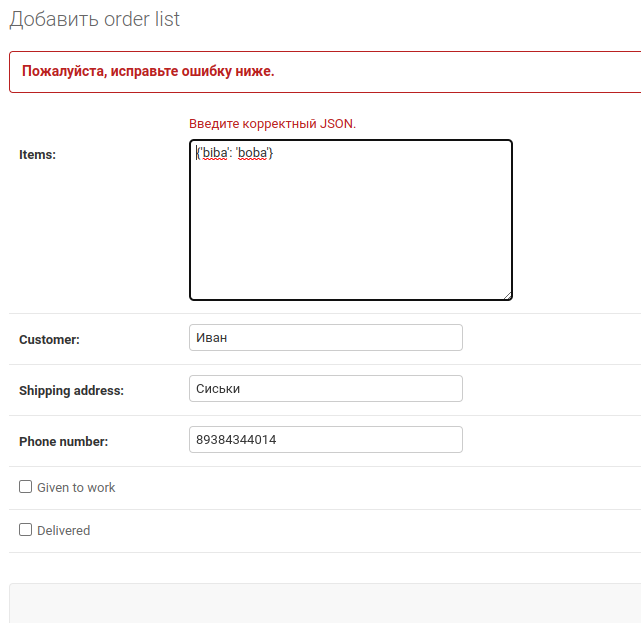 Добавить order list
Пожалуйста, исправьте ошибку ниже.
Введите корректный JSON.
Items:
{'biba': 'boba'}
Customer:
Иван
Shipping address:
Сиськи
Phone number:
89384344014
Given to work
Delivered